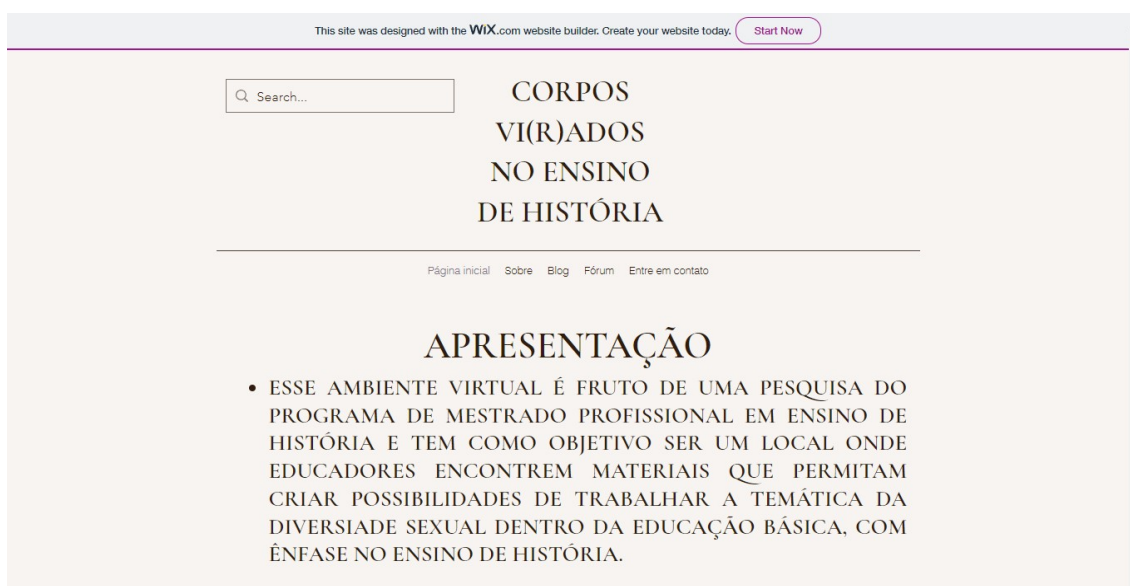 This site was designed with the WiX.com website builder. Create your website today. Start Now
Search...
CORPOS
VI(R)ADOS
NO ENSINO
DE HISTÓRIA
Página inicial Sobre Blog Fórum Entre em contato
APRESENTAÇÃO
• ESSE AMBIENTE VIRTUAL É FRUTO DE UMA PESQUISA DO
PROGRAMA DE MESTRADO PROFISSIONAL EM ENSINO DE
HISTÓRIA E TEM COMO OBJETIVO SER UM LOCAL ONDE
EDUCADORES ENCONTREM MATERIAIS QUE PERMITAM
CRIAR POSSIBILIDADES DE TRABALHAR A TEMÁTICA DA
DIVERSIADE SEXUAL DENTRO DA EDUCAÇÃO BÁSICA, COM
ÊNFASE NO ENSINO DE HISTÓRIA.